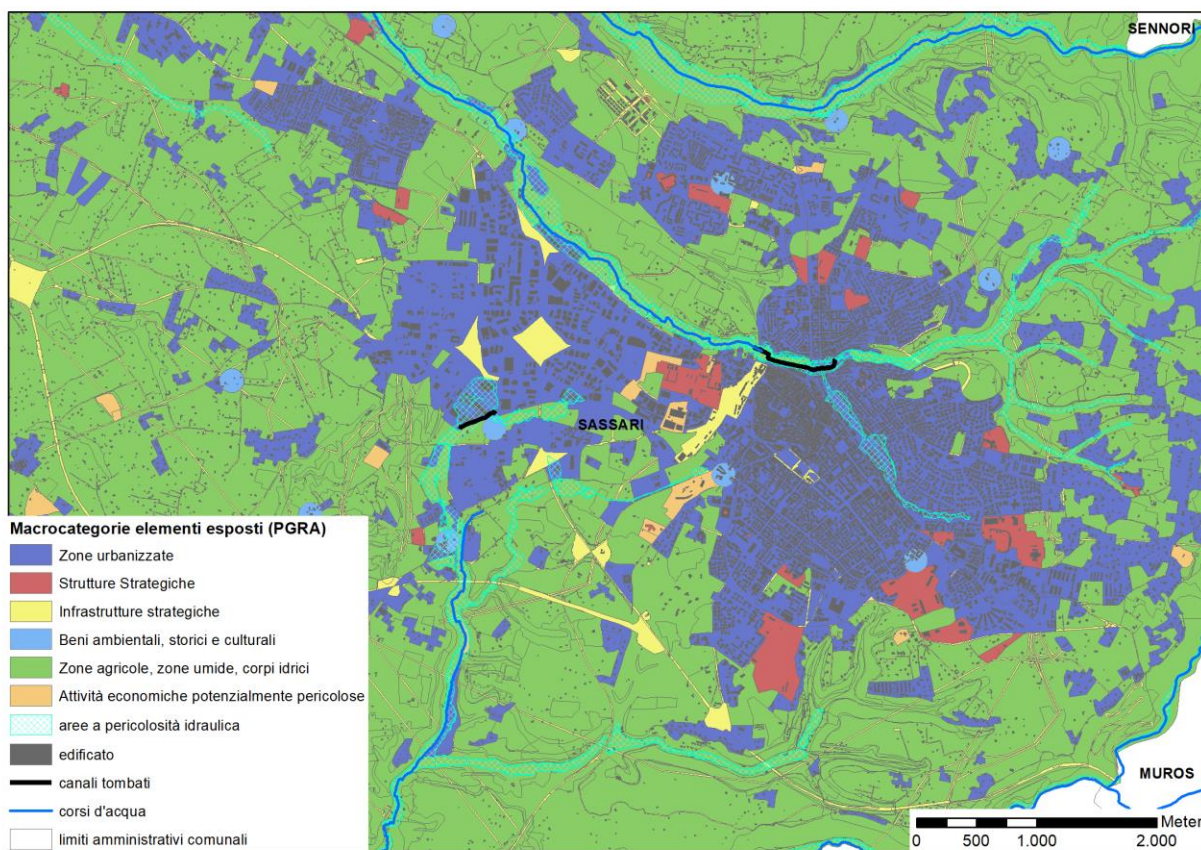 SENNORI
SASSARI
Macrocategorie elementi esposti (PGRA)
Zone urbanizzate
Strutture Strategiche
Infrastrutture strategiche
Beni ambientali, storici e culturali
Zone agricole, zone umide, corpi idrici
Attività economiche potenzialmente pericolose
aree a pericolosità idraulica
edificato
canali tombati
corsi d'acqua
limiti amministrativi comunali
MUROS
Meter
0 500 1.000 2.000